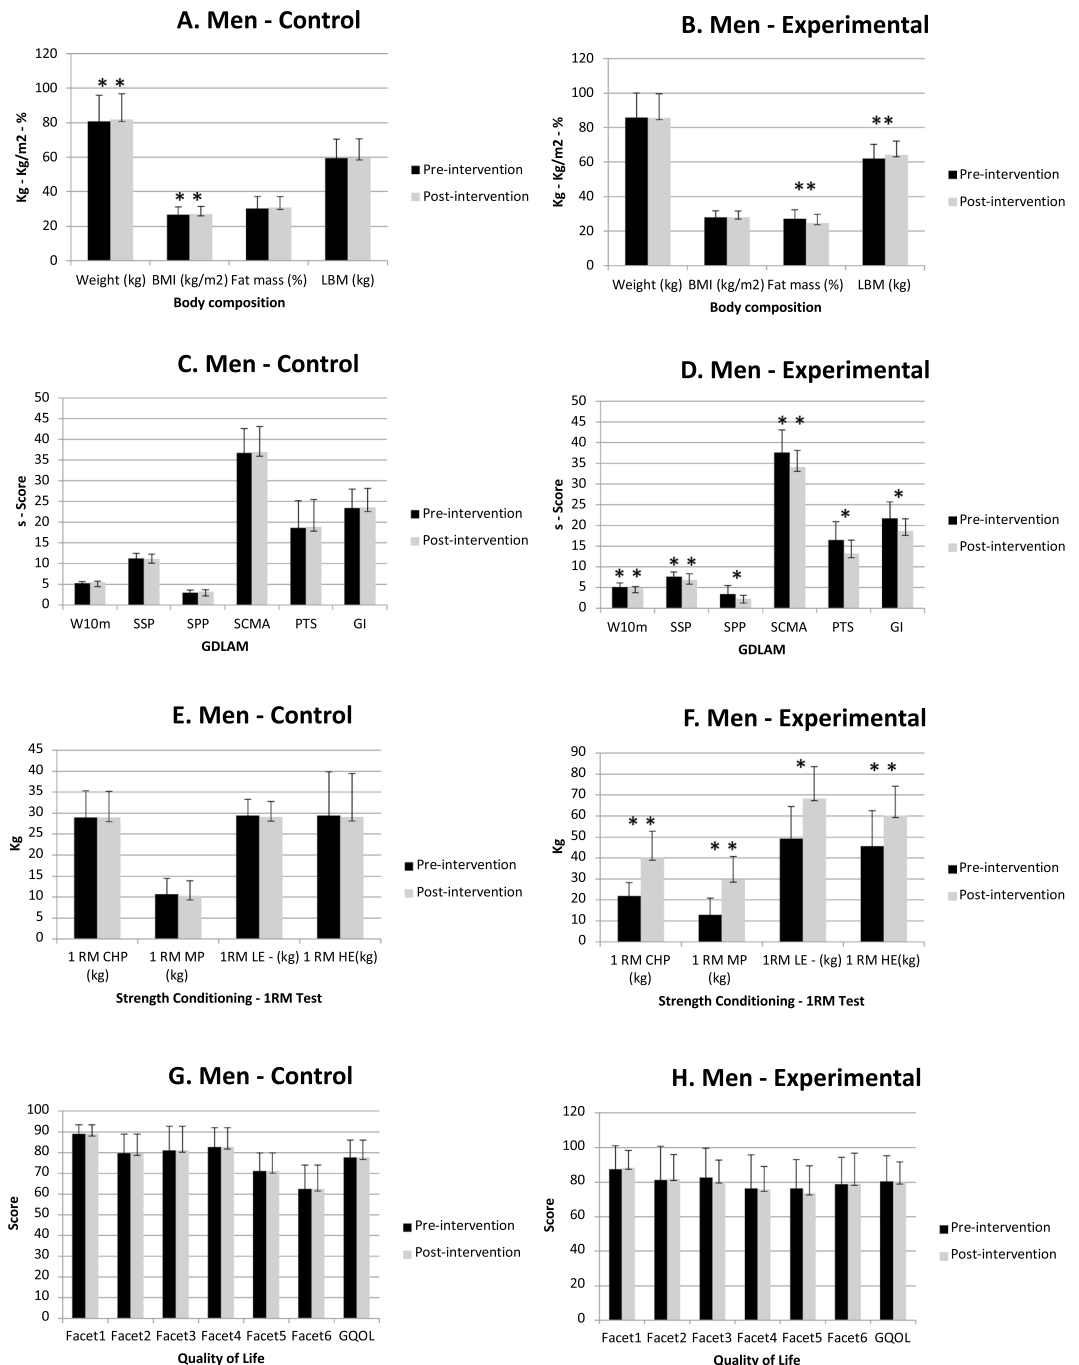 A. Men - Control
120
100
80
60
40
20
0
Kg - Kg/m2 - %
* *
* *
Weight (kg) BMI (kg/m2) Fat mass (%) LBM (kg)
Body composition
Pre-intervention
Post-intervention
B. Men - Experimental
120
100
80
60
40
20
0
Kg - Kg/m2 - %
**
**
Weight (kg) BMI (kg/m2) Fat mass (%) LBM (kg)
Body composition
Pre-intervention
Post-intervention
C. Men - Control
50
45
40
35
30
25
20
15
10
5
0
s - Score
W10m SSP SPP SCMA PTS GI
GDLAM
Pre-intervention
Post-intervention
D. Men - Experimental
50
45
40
35
30
25
20
15
10
5
0
s - Score
* *
* *
*
* *
*
*
W10m SSP SPP SCMA PTS GI
GDLAM
Pre-intervention
Post-intervention
E. Men - Control
45
40
35
30
25
20
15
10
5
0
Kg
1 RM CHP 1 RM MP 1RM LE - (kg) 1 RM HE(kg)
(kg) (kg)
Strength Conditioning - 1RM Test
Pre-intervention
Post-intervention
F. Men - Experimental
90
80
70
60
50
40
30
20
10
0
Kg
* *
* *
*
* *
1 RM CHP 1 RM MP 1RM LE - (kg) 1 RM HE(kg)
(kg) (kg)
Strength Conditioning - 1RM Test
Pre-intervention
Post-intervention
G. Men - Control
100
90
80
70
60
50
40
30
20
10
0
Score
Facet1 Facet2 Facet3 Facet4 Facet5 Facet6 GQOL
Quality of Life
Pre-intervention
Post-intervention
H. Men - Experimental
120
100
80
60
40
20
0
Score
Facet1 Facet2 Facet3 Facet4 Facet5 Facet6 GQOL
Quality of Life
Pre-intervention
Post-intervention